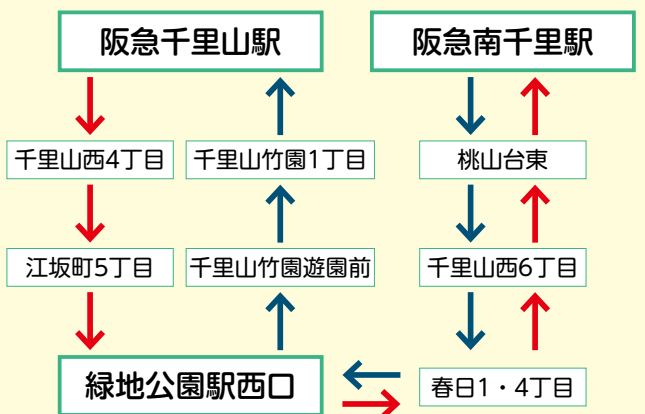 阪急千里山駅
阪急南千里駅
千里山西4丁目
千里山竹園1丁目
桃山台東
江坂町5丁目
千里山竹園遊園前
千里山西6丁目
緑地公園駅西口
春日1・4丁目